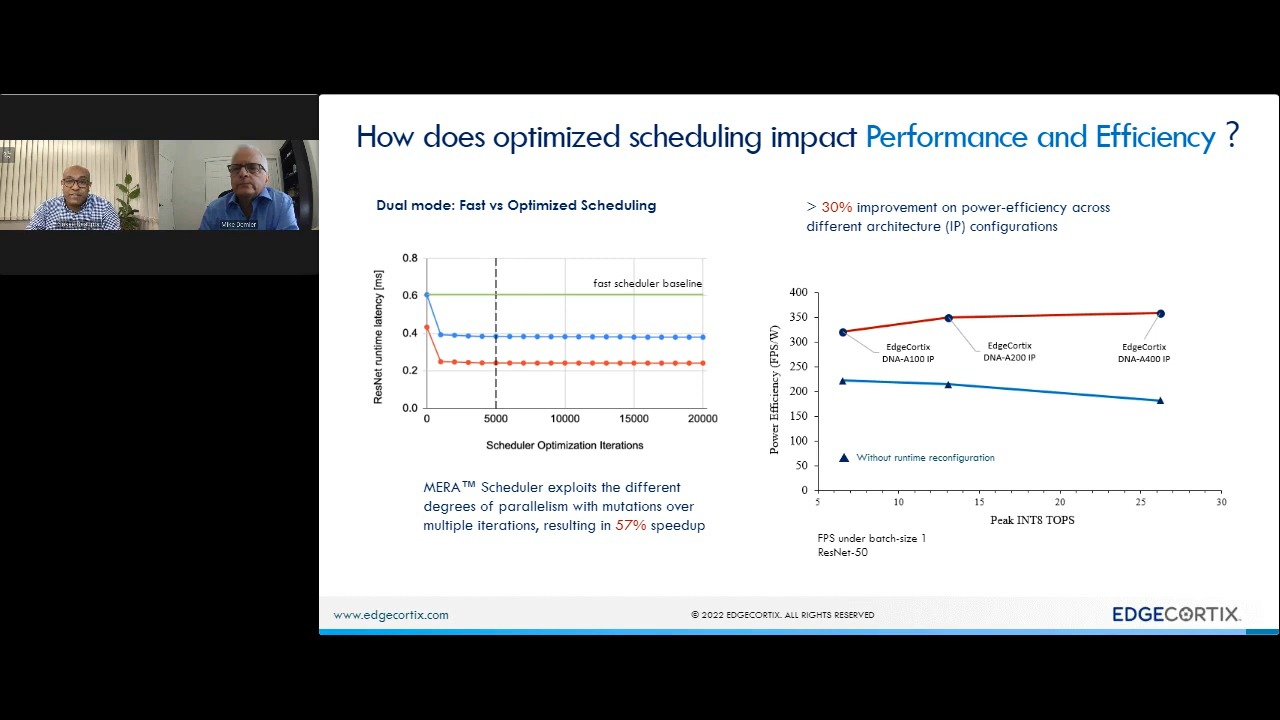 How does optimized scheduling impact Performance and Efficiency ?
Mike Demler
Dual mode: Fast vs Optimized Scheduling
ResNet runtime latency [ms]
0.8
0.6
0.4
0.2
0.0
fast scheduler baseline
0
5000
10000
15000
20000
Scheduler Optimization Iterations
MERA™ Scheduler exploits the different
degrees of parallelism with mutations over
multiple iterations, resulting in 57% speedup
> 30% improvement on power-efficiency across
different architecture (IP) configurations
Power Efficiency (FPS/W)
400
350
300
250
200
150
100
50
0
EdgeCortix
DNA-A100 IP
EdgeCortix
DNA-A200 IP
EdgeCortix
DNA-A400 IP
Without runtime reconfiguration
5
10
15
20
25
30
Peak INT8 TOPS
FPS under batch-size 1
ResNet-50
www.edgecortix.com
© 2022 EDGECORTIX. ALL RIGHTS RESERVED
EDGECORTIX